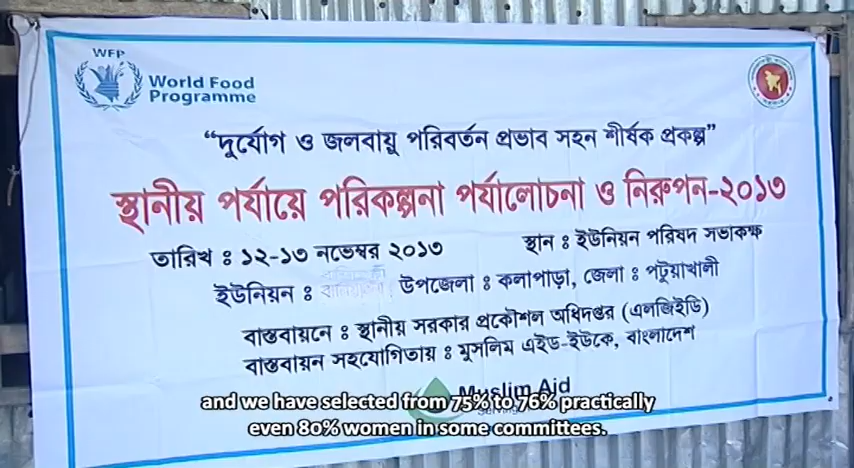 WFP
World Food
Programme
“দুর্যোগ ও জলবায়ু পরিবর্তন প্রভাব সহন শীর্ষক প্রকল্প”
স্থানীয় পর্যায়ে পরিকল্পনা পর্যালোচনা ও নিরুপন-২০১৩
তারিখ ঃ ১২-১৩ নভেম্বর ২০১৩
স্থান ঃ ইউনিয়ন পরিষদ সভাকক্ষ
ইউনিয়ন ঃ উপজেলা ঃ কলাপাড়া, জেলা ঃ পটুয়াখালী
বাস্তবায়নে ঃ স্থানীয় সরকার প্রকৌশল অধিদপ্তর (এলজিইডি)
বাস্তবায়ন সহযোগিতায় ঃ মুসলিম এইড-ইউকে, বাংলাদেশ
Muslim Aid
and we have selected from 75% to 76% practically
even 80% women in some committees.